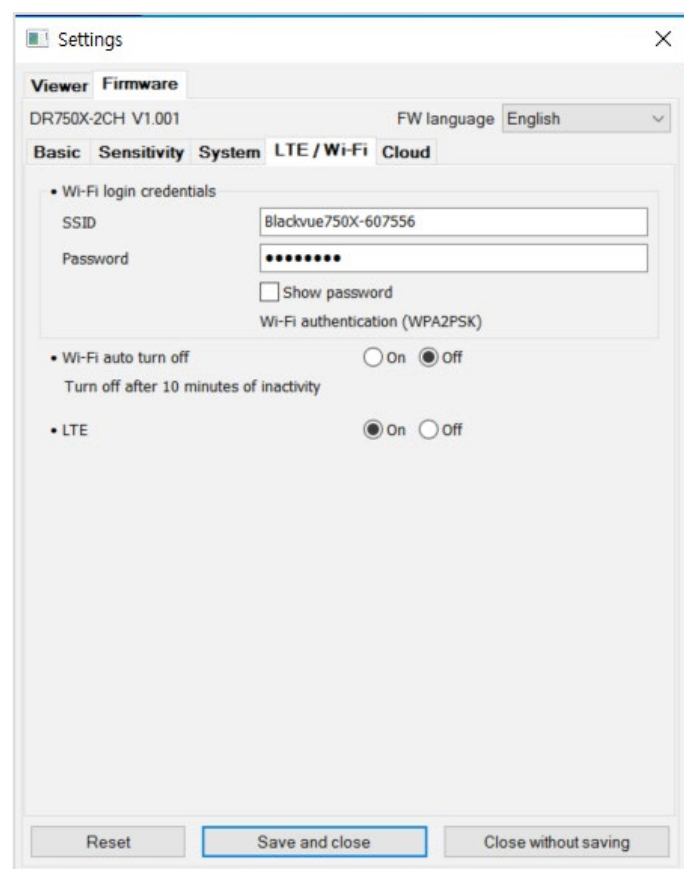 Settings
Viewer Firmware
DR750X-2CH V1.001 FW language English
Basic Sensitivity System LTE / Wi-Fi Cloud
• Wi-Fi login credentials
SSID Blackvue750X-607556
Password ●●●●●●●●
Show password
Wi-Fi authentication (WPA2PSK)
• Wi-Fi auto turn off On Off
Turn off after 10 minutes of inactivity
• LTE On Off
Reset Save and close Close without saving